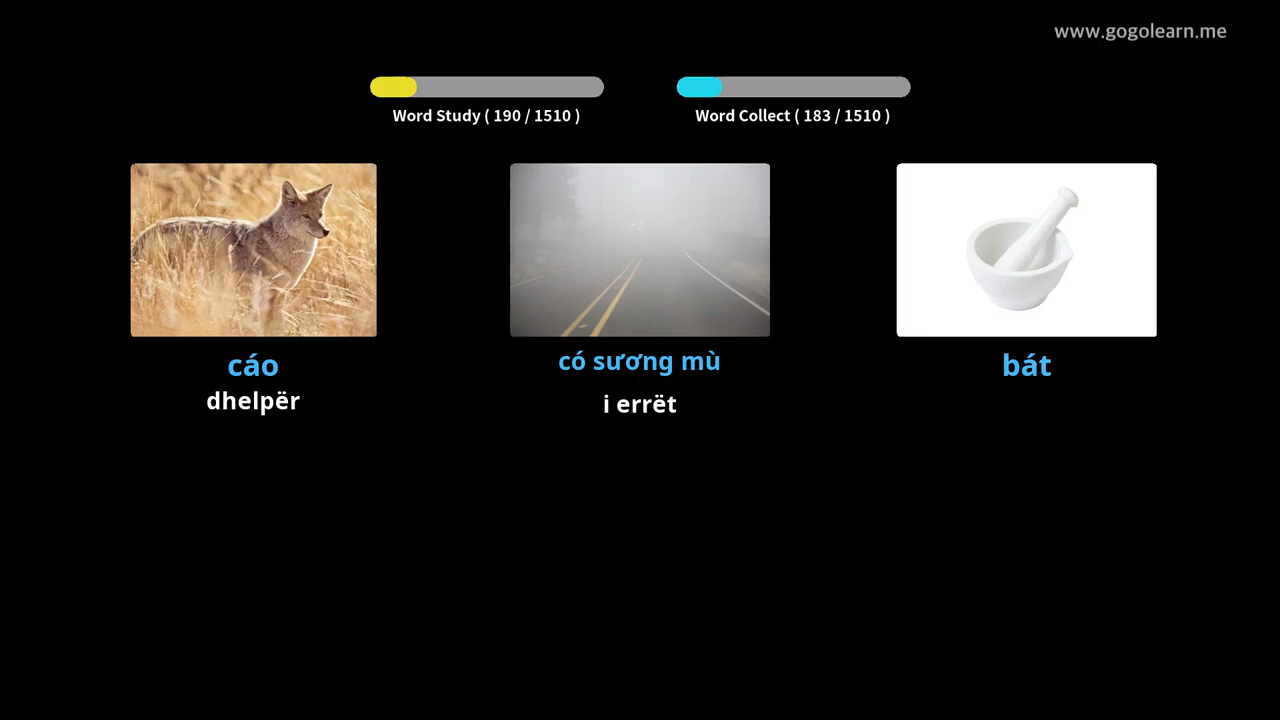 www.gogolearn.me
Word Study ( 190 / 1510 )
Word Collect ( 183 / 1510 )
cáo
dhelpër
có sương mù
i errët
bát